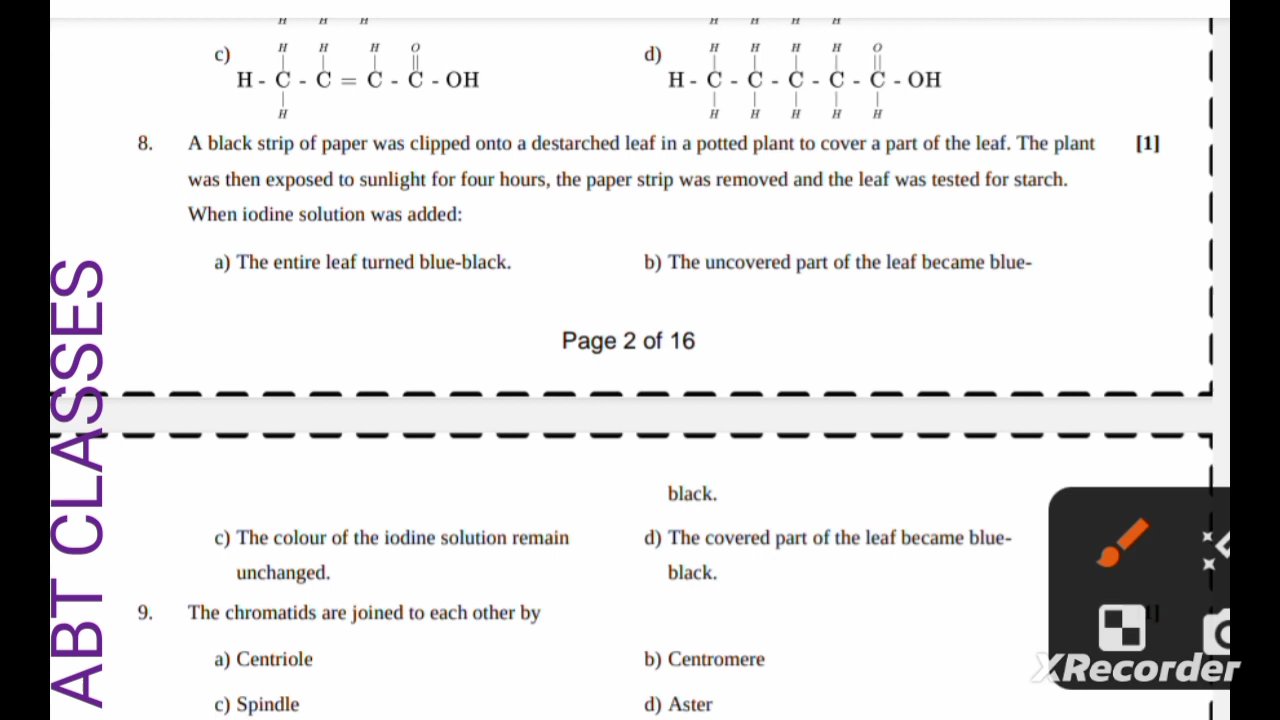 H H H
H H H H
c) H H H O
H - C - C = C - C - OH
H
d) H H H H O
H - C - C - C - C - C - OH
H H H H H
8. A black strip of paper was clipped onto a destarched leaf in a potted plant to cover a part of the leaf. The plant [1]
was then exposed to sunlight for four hours, the paper strip was removed and the leaf was tested for starch.
When iodine solution was added:
a) The entire leaf turned blue-black. b) The uncovered part of the leaf became blue-
Page 2 of 16
black.
c) The colour of the iodine solution remain d) The covered part of the leaf became blue-
unchanged. black.
9. The chromatids are joined to each other by
a) Centriole b) Centromere
c) Spindle d) Aster
ABT CLASSES
XRecorder